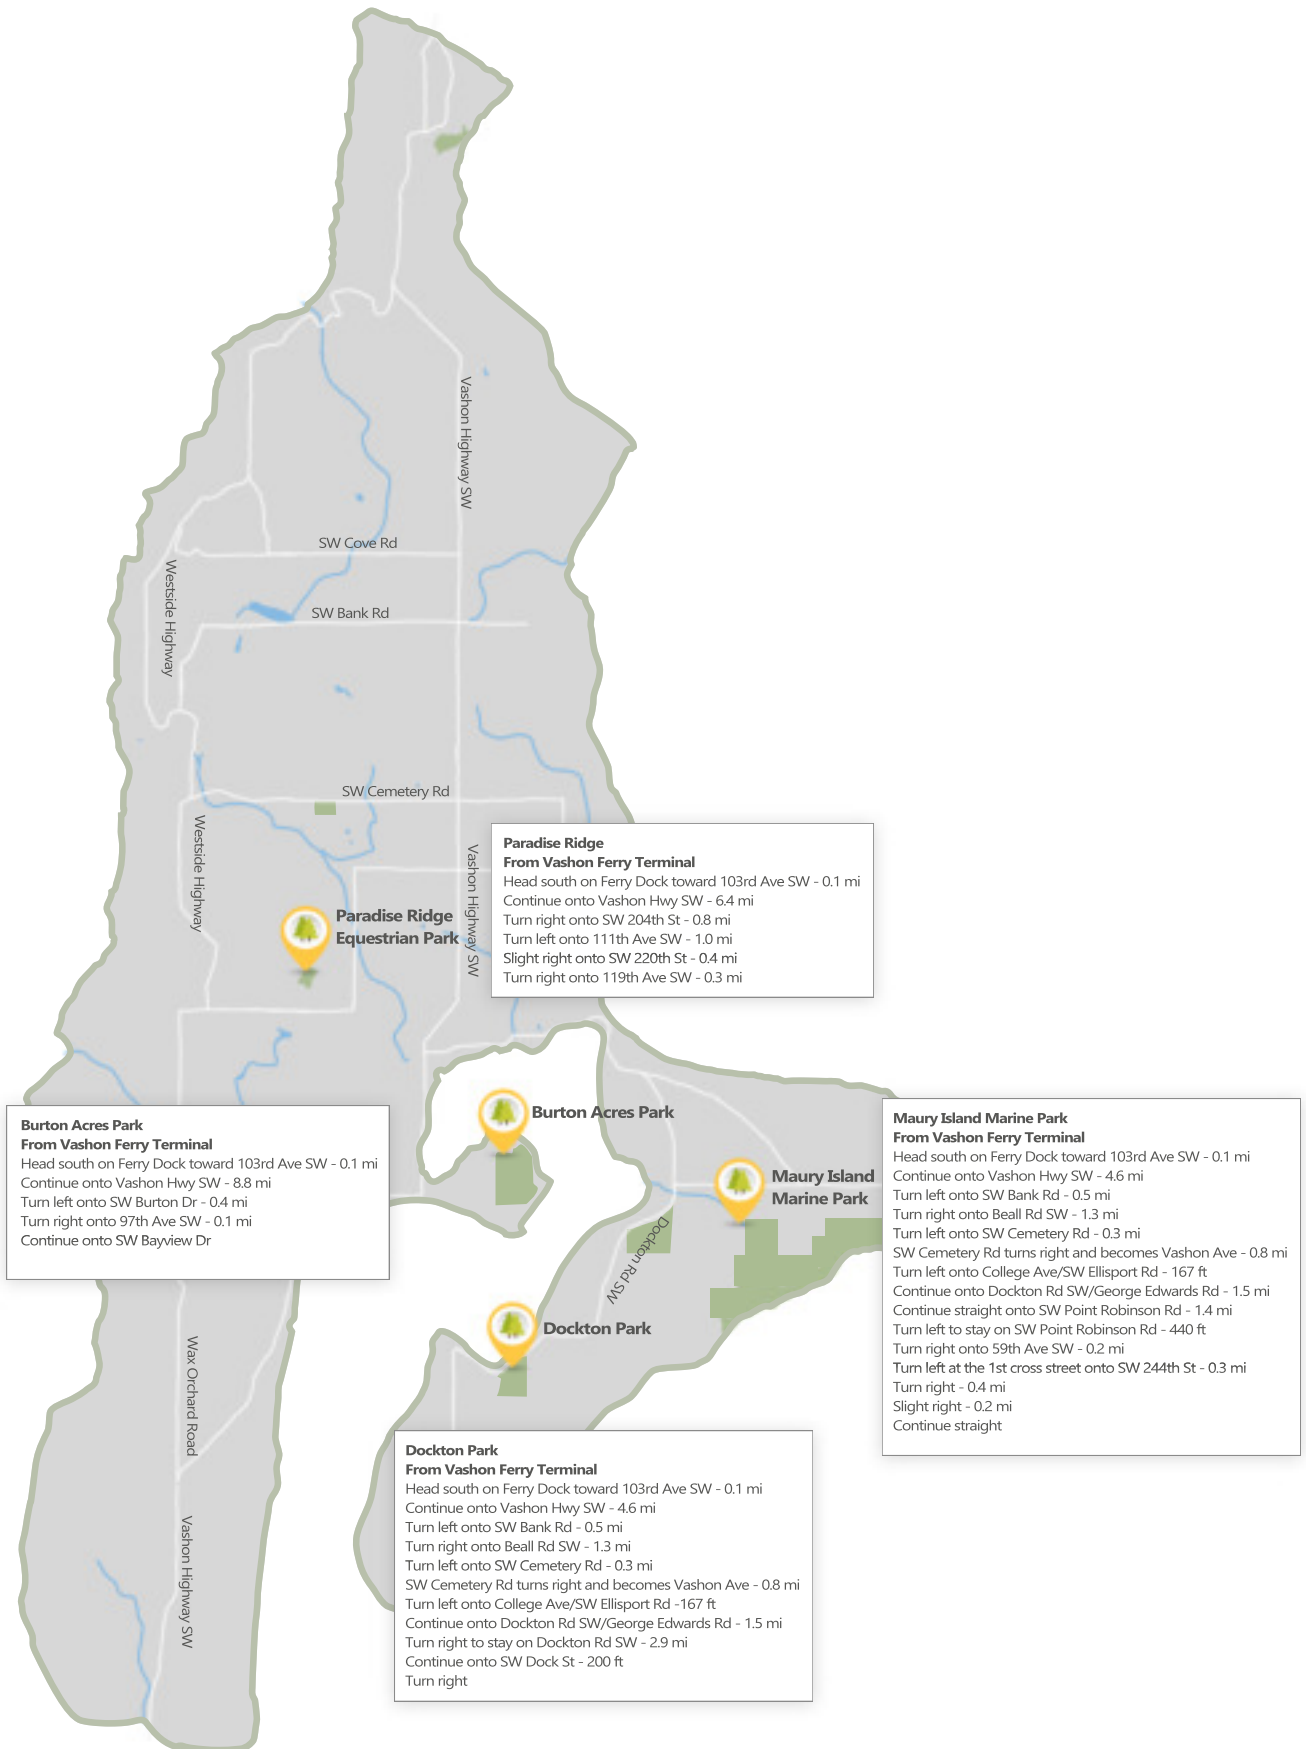 Vashon Highway SW
SW Cove Rd
Westside Highway
SW Bank Rd
SW Cemetery Rd
Westside Highway
Vashon Highway SW
Paradise Ridge
Equestrian Park
Paradise Ridge
From Vashon Ferry Terminal
Head south on Ferry Dock toward 103rd Ave SW - 0.1 mi
Continue onto Vashon Hwy SW - 6.4 mi
Turn right onto SW 204th St - 0.8 mi
Turn left onto 111th Ave SW - 1.0 mi
Slight right onto SW 220th St - 0.4 mi
Turn right onto 119th Ave SW - 0.3 mi
Burton Acres Park
Burton Acres Park
From Vashon Ferry Terminal
Head south on Ferry Dock toward 103rd Ave SW - 0.1 mi
Continue onto Vashon Hwy SW - 8.8 mi
Turn left onto SW Burton Dr - 0.4 mi
Turn right onto 97th Ave SW - 0.1 mi
Continue onto SW Bayview Dr
Maury Island
Marine Park
Maury Island Marine Park
From Vashon Ferry Terminal
Head south on Ferry Dock toward 103rd Ave SW - 0.1 mi
Continue onto Vashon Hwy SW - 4.6 mi
Turn left onto SW Bank Rd - 0.5 mi
Turn right onto Beall Rd SW - 1.3 mi
Turn left onto SW Cemetery Rd - 0.3 mi
SW Cemetery Rd turns right and becomes Vashon Ave - 0.8 mi
Turn left onto College Ave/SW Ellisport Rd - 167 ft
Continue onto Dockton Rd SW/George Edwards Rd - 1.5 mi
Continue straight onto SW Point Robinson Rd - 1.4 mi
Turn left to stay on SW Point Robinson Rd - 440 ft
Turn right onto 59th Ave SW - 0.2 mi
Turn left at the 1st cross street onto SW 244th St - 0.3 mi
Turn right - 0.4 mi
Slight right - 0.2 mi
Continue straight
Dockton Rd SW
Dockton Park
Wax Orchard Road
Vashon Highway SW
Dockton Park
From Vashon Ferry Terminal
Head south on Ferry Dock toward 103rd Ave SW - 0.1 mi
Continue onto Vashon Hwy SW - 4.6 mi
Turn left onto SW Bank Rd - 0.5 mi
Turn right onto Beall Rd SW - 1.3 mi
Turn left onto SW Cemetery Rd - 0.3 mi
SW Cemetery Rd turns right and becomes Vashon Ave - 0.8 mi
Turn left onto College Ave/SW Ellisport Rd -167 ft
Continue onto Dockton Rd SW/George Edwards Rd - 1.5 mi
Turn right to stay on Dockton Rd SW - 2.9 mi
Continue onto SW Dock St - 200 ft
Turn right